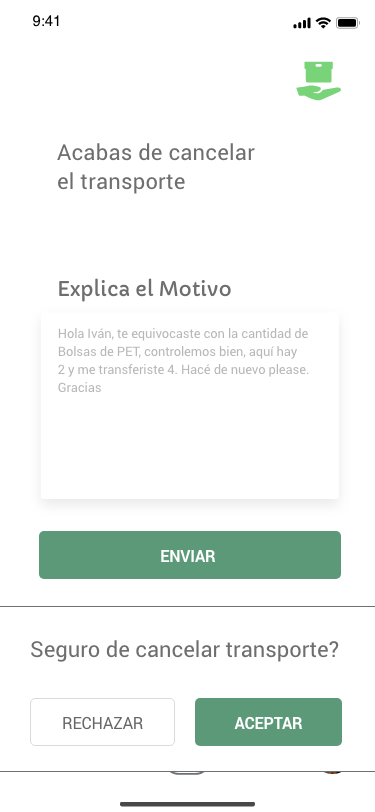 9:41
Acabas de cancelar
el transporte
Explica el Motivo
Hola Iván, te equivocaste con la cantidad de
Bolsas de PET, controlemos bien, aquí hay
2 y me transferiste 4. Hacé de nuevo please.
Gracias
ENVIAR
Seguro de cancelar transporte?
RECHAZAR
ACEPTAR